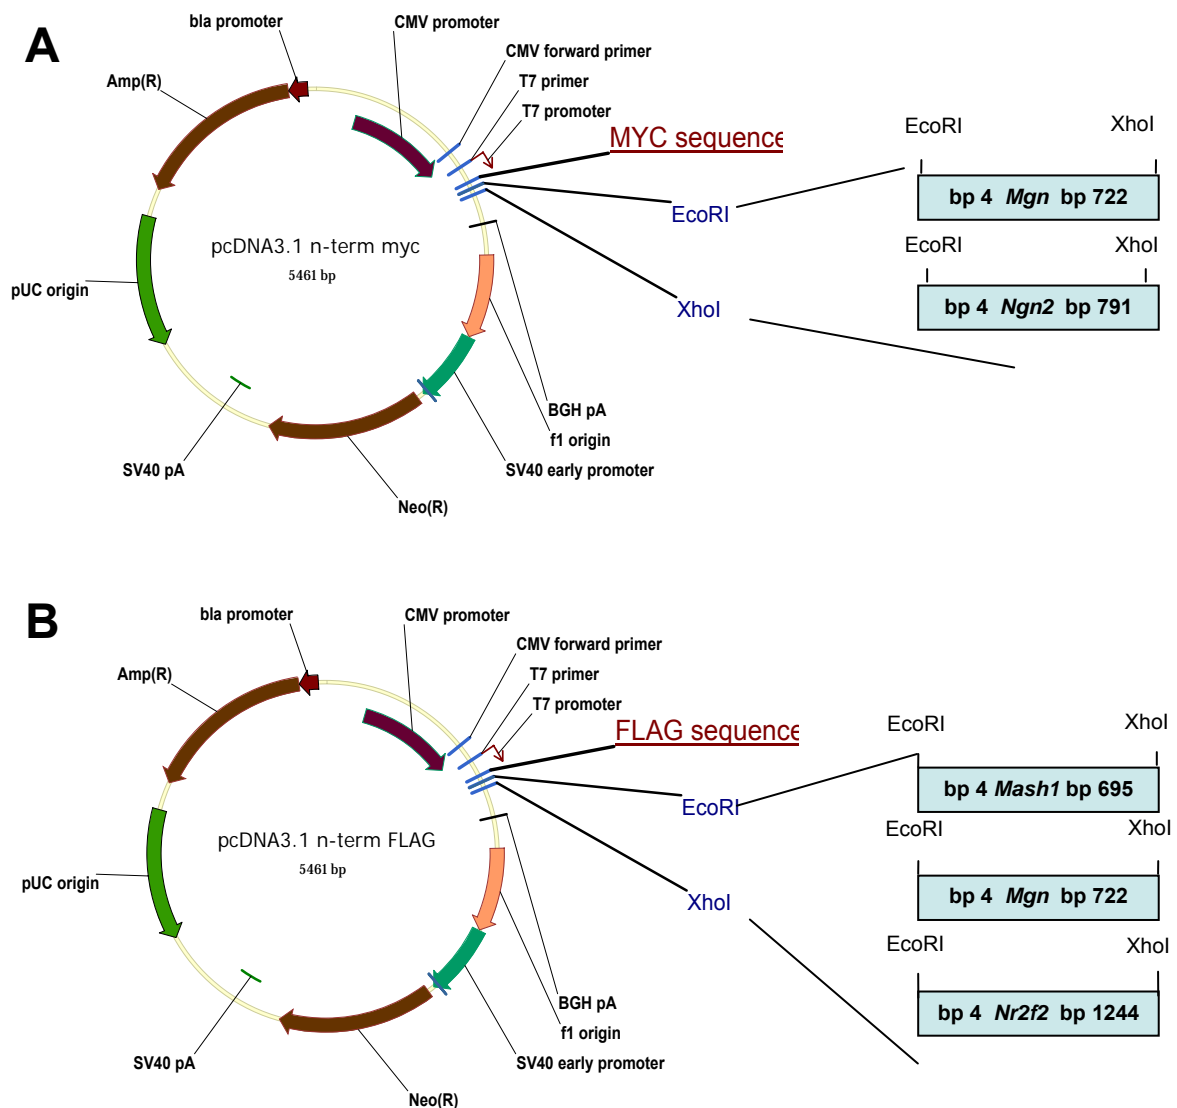 A
bla promoter
CMV promoter
CMV forward primer
Amp(R)
T7 primer
T7 promoter
MYC sequence
EcoRI
XhoI
bp 4 Mgn bp 722
EcoRI
pcDNA3.1 n-term myc
5461 bp
EcoRI
XhoI
pUC origin
XhoI
bp 4 Ngn2 bp 791
BGH pA
f1 origin
SV40 pA
SV40 early promoter
Neo(R)
B
bla promoter
CMV promoter
CMV forward primer
Amp(R)
T7 primer
T7 promoter
FLAG sequence
EcoRI
XhoI
bp 4 Mash1 bp 695
EcoRI
pcDNA3.1 n-term FLAG
5461 bp
EcoRI
XhoI
pUC origin
XhoI
bp 4 Mgn bp 722
EcoRI
XhoI
BGH pA
bp 4 Nr2f2 bp 1244
f1 origin
SV40 pA
SV40 early promoter
Neo(R)